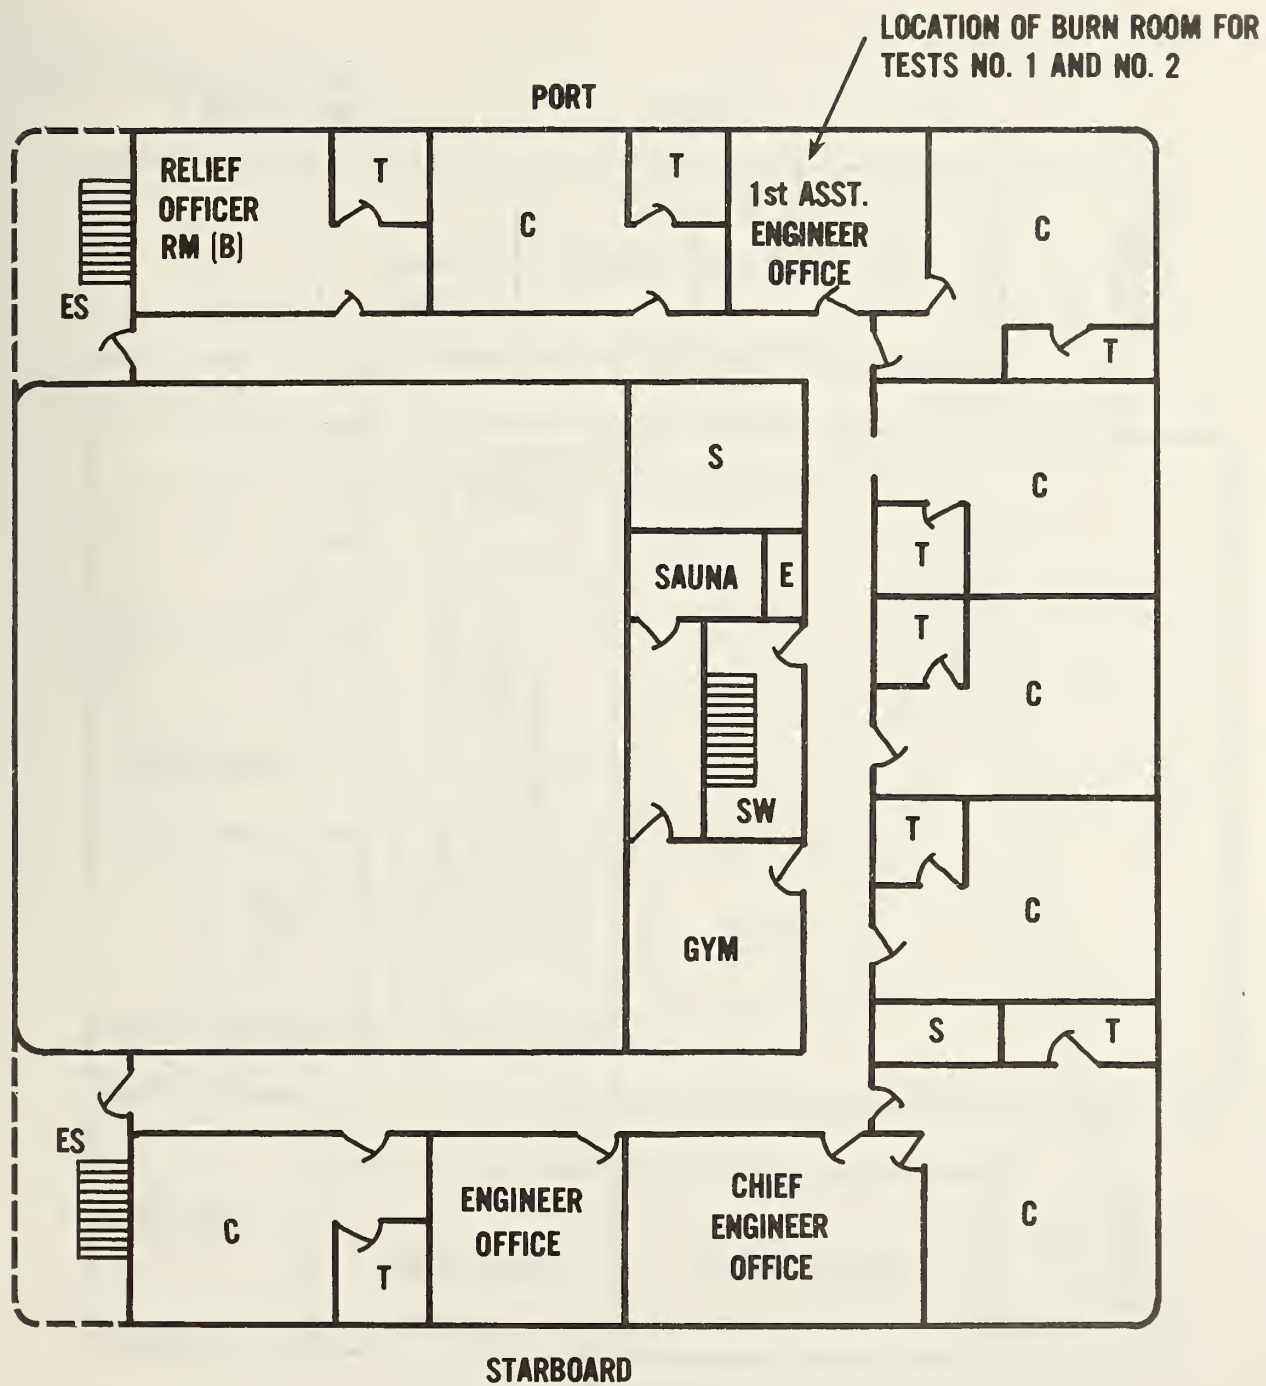 LOCATION OF BURN ROOM FOR
TESTS NO. 1 AND NO. 2
PORT
RELIEF
OFFICER
RM (B)
T
C
T
1st ASST.
ENGINEER
OFFICE
C
ES
T
S
C
SAUNA
E
T
T
C
SW
T
C
GYM
S
T
ES
C
T
ENGINEER
OFFICE
CHIEF
ENGINEER
OFFICE
C
STARBOARD